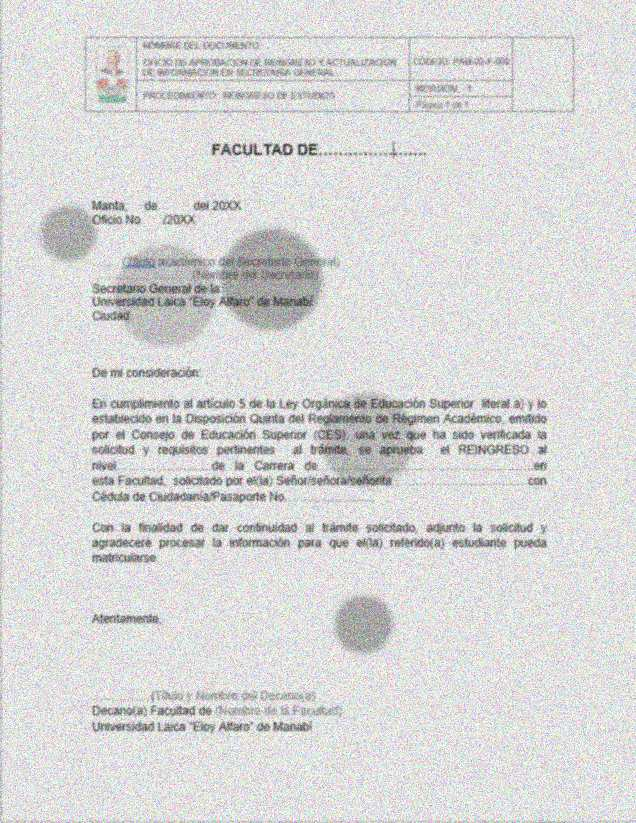 NOMBRE DEL DOCUMENTO:
OFICIO DE APROBACIÓN DE REINGRESO Y ACTUALIZACIÓN
DE INFORMACIÓN EN SECRETARÍA GENERAL
CÓDIGO: PAM-05-F-009
PROCEDIMIENTO: REINGRESO DE ESTUDIOS
REVISIÓN: 1
Página 1 de 1
FACULTAD DE......................
Manta, de del 20XX
Oficio No. /20XX
(Título académico del Secretario General)
(Nombre del Secretario)
Secretario General de la
Universidad Laica "Eloy Alfaro" de Manabí
Ciudad
De mi consideración:
En cumplimiento al artículo 5 de la Ley Orgánica de Educación Superior literal a) y lo
establecido en la Disposición Quinta del Reglamento de Régimen Académico, emitido
por el Consejo de Educación Superior (CES), una vez que ha sido verificada la
solicitud y requisitos pertinentes al trámite, se aprueba el REINGRESO al
nivel........................de la Carrera de........................................................en
esta Facultad, solicitado por el(la) Señor/señora/señorita..................................con
Cédula de Ciudadanía/Pasaporte No.......................
Con la finalidad de dar continuidad al trámite solicitado, adjunto la solicitud y
agradeceré procesar la información para que el(la) referido(a) estudiante pueda
matricularse.
Atentamente,
(Título y Nombre del Decano(a)
Decano(a) Facultad de (Nombre de la Facultad)
Universidad Laica "Eloy Alfaro" de Manabí